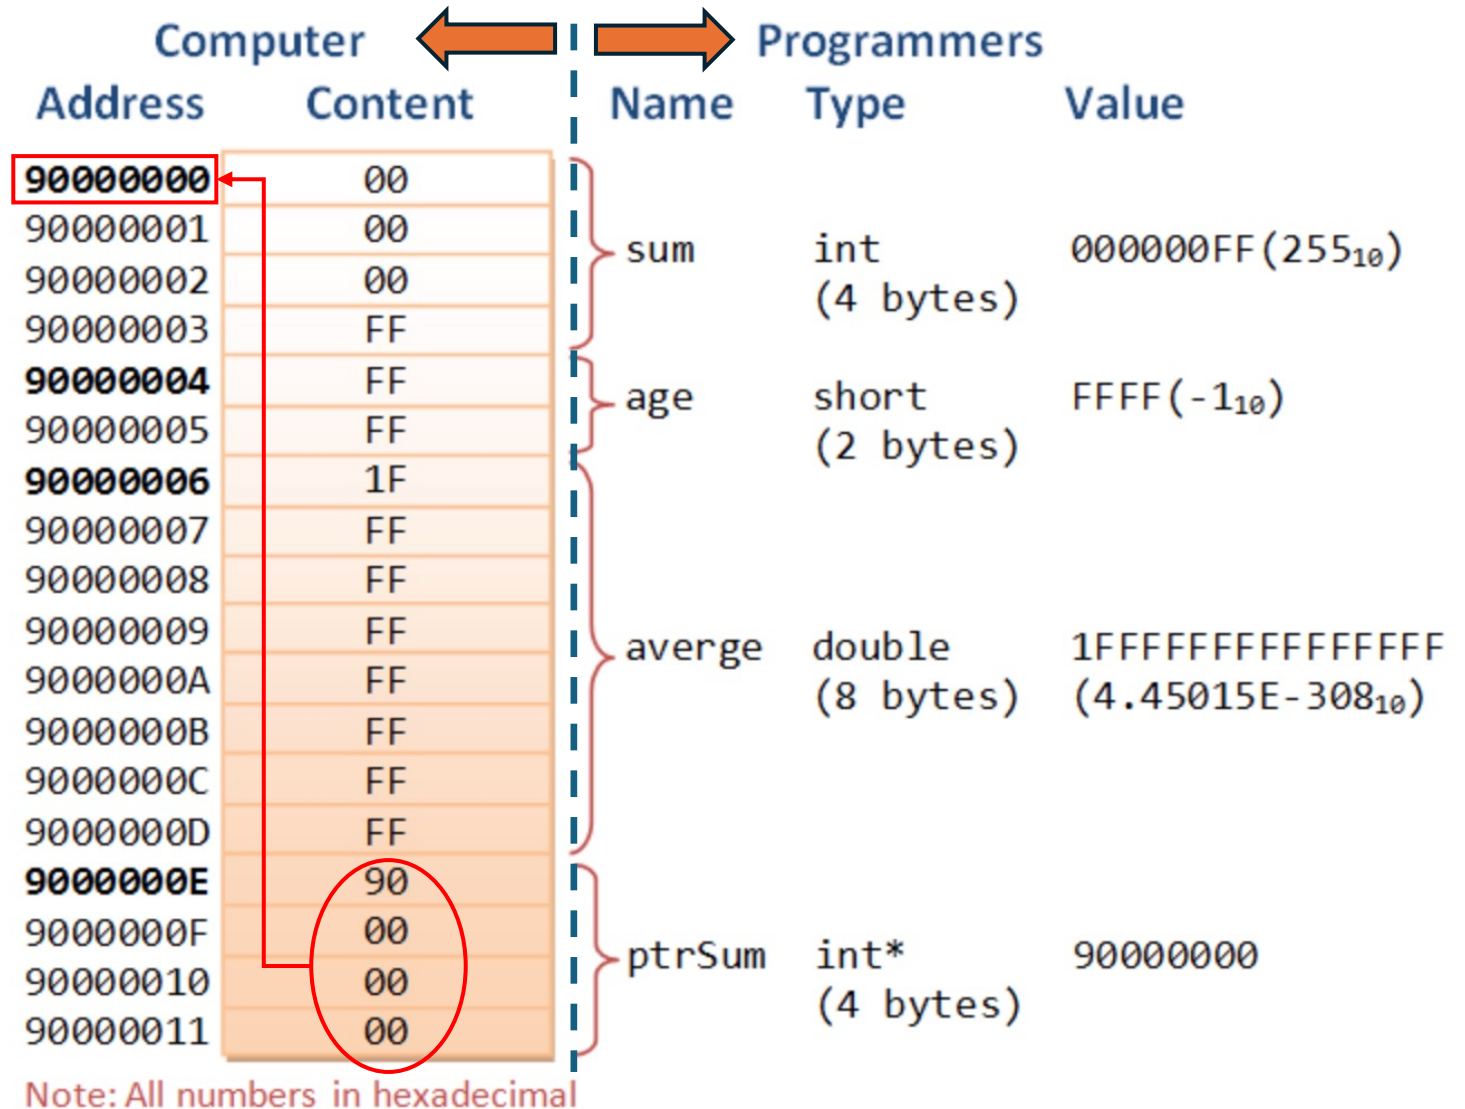 Computer Programmers
Address Content Name Type Value
90000000 00
90000001 00
sum int 000000FF(255₁₀)
90000002 00
(4 bytes)
90000003 FF
90000004 FF
age short FFFF(-1₁₀)
90000005 FF
(2 bytes)
90000006 1F
90000007 FF
90000008 FF
90000009 FF
averge double 1FFFFFFFFFFFFFFF
9000000A FF
(8 bytes) (4.45015E-308₁₀)
9000000B FF
9000000C FF
9000000D FF
9000000E 90
9000000F 00
ptrSum int* 90000000
90000010 00
(4 bytes)
90000011 00
Note: All numbers in hexadecimal